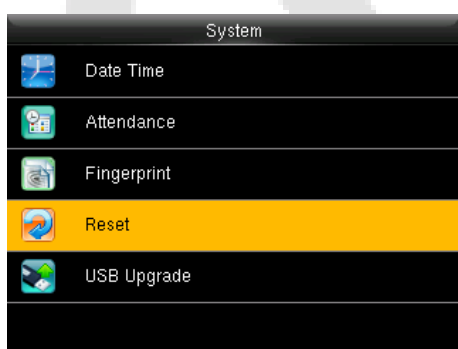 System
Date Time
Attendance
Fingerprint
Reset
USB Upgrade